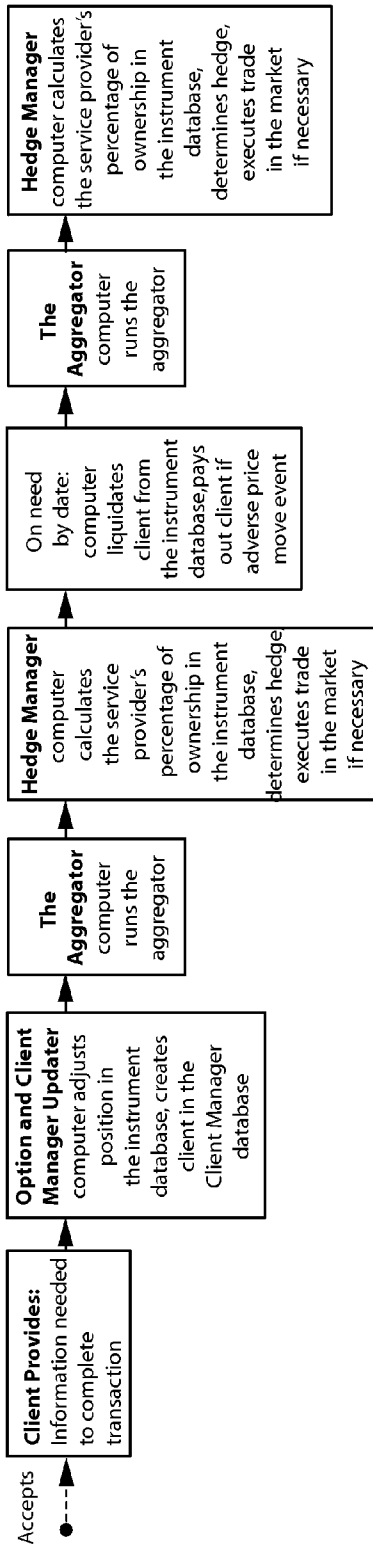 Accepts
Client Provides:
Information needed
to complete
transaction
Option and Client
Manager Updater
computer adjusts
position in
the instrument
database, creates
client in the
Client Manager
database
The
Aggregator
computer
runs the
aggregator
Hedge Manager
computer
calculates
the service
provider's
percentage of
ownership in
the instrument
database,
determines hedge,
executes trade
in the market
if necessary
On need
by date:
computer
liquidates
client from
the instrument
database,pays
out client if
adverse price
move event
The
Aggregator
computer
runs the
aggregator
Hedge Manager
computer calculates
the service provider's
percentage of
ownership in
the instrument
database,
determines hedge,
executes trade
in the market
if necessary